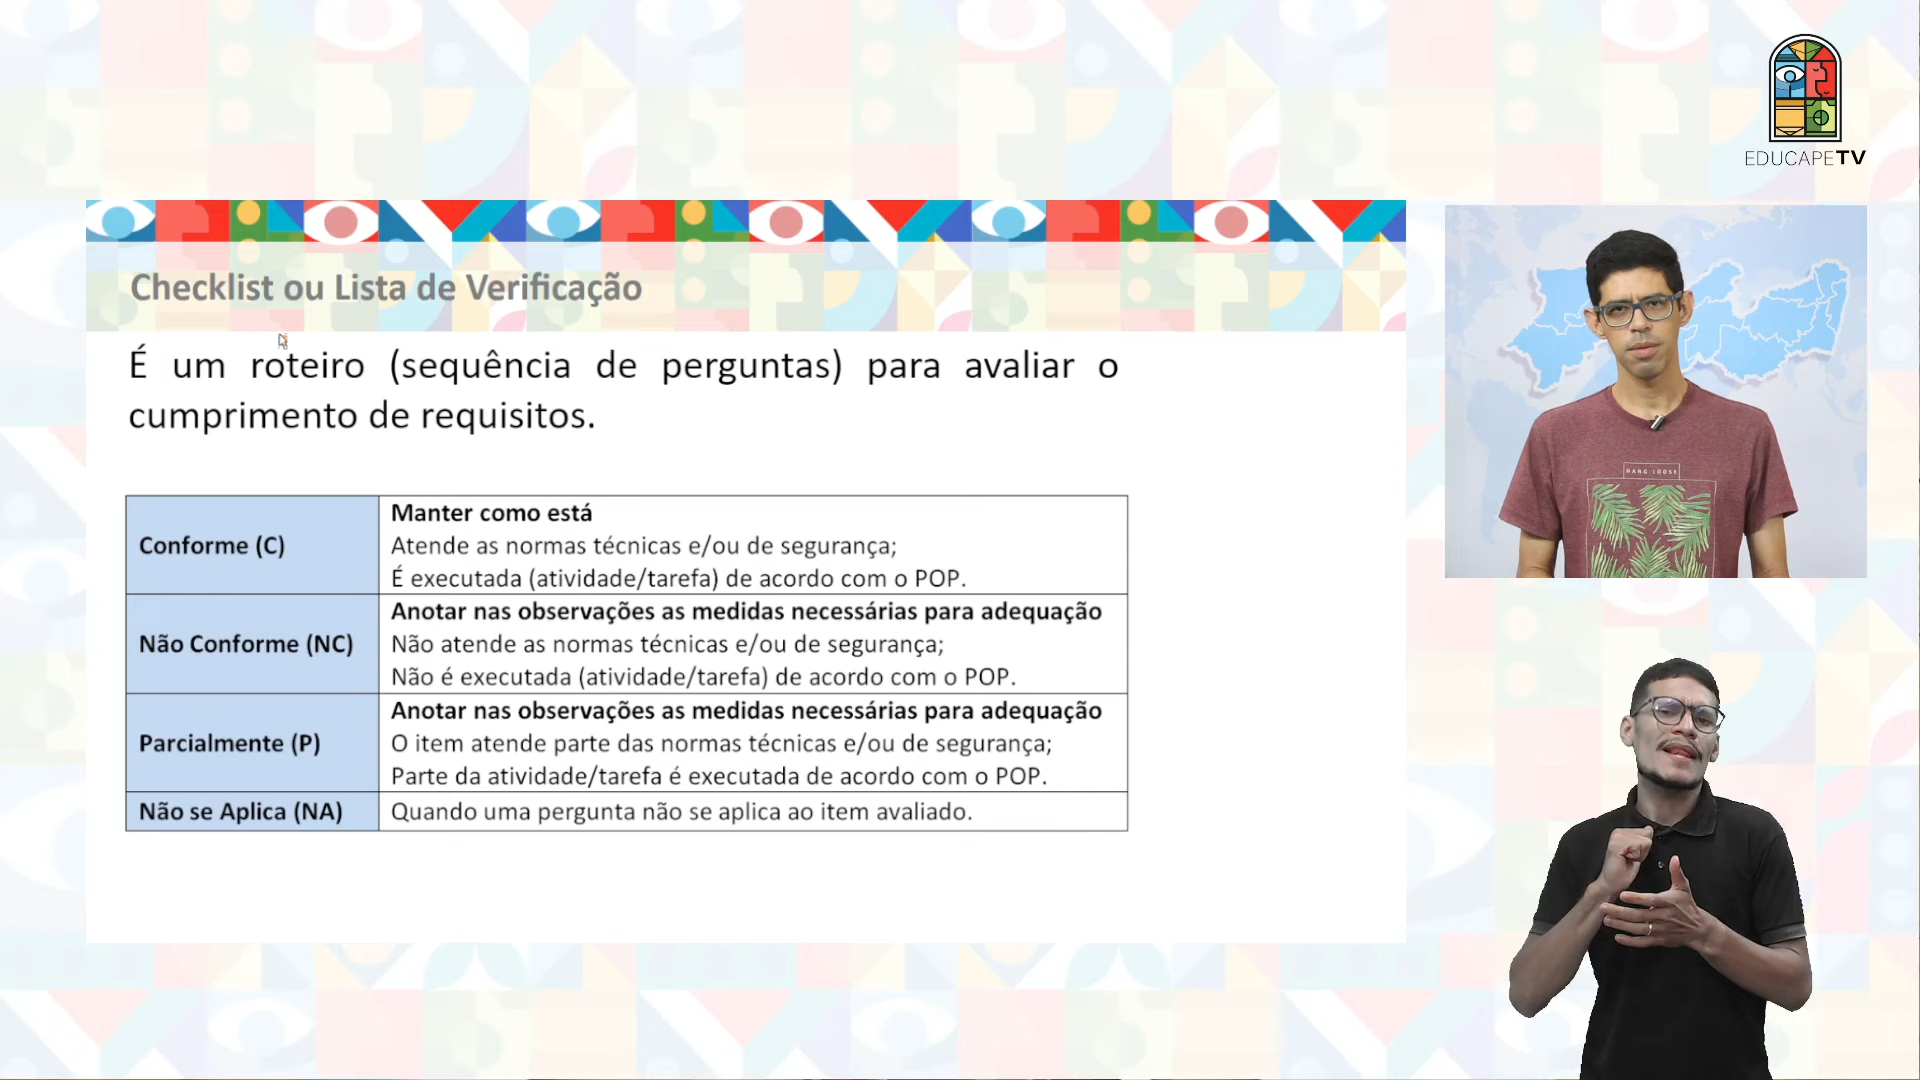 EDUCAPETV
Checklist ou Lista de Verificação
É um roteiro (sequência de perguntas) para avaliar o
cumprimento de requisitos.
Conforme (C)
Manter como está
Atende as normas técnicas e/ou de segurança;
É executada (atividade/tarefa) de acordo com o POP.
Não Conforme (NC)
Anotar nas observações as medidas necessárias para adequação
Não atende as normas técnicas e/ou de segurança;
Não é executada (atividade/tarefa) de acordo com o POP.
Parcialmente (P)
Anotar nas observações as medidas necessárias para adequação
O item atende parte das normas técnicas e/ou de segurança;
Parte da atividade/tarefa é executada de acordo com o POP.
Não se Aplica (NA)
Quando uma pergunta não se aplica ao item avaliado.
HANG LOOSE